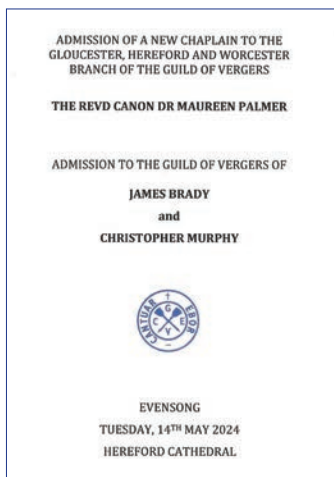 ADMISSION OF A NEW CHAPLAIN TO THE
GLOUCESTER, HEREFORD AND WORCESTER
BRANCH OF THE GUILD OF VERGERS
THE REVD CANON DR MAUREEN PALMER
ADMISSION TO THE GUILD OF VERGERS OF
JAMES BRADY
and
CHRISTOPHER MURPHY
CANTUAR EBOR
G
C E
V
EVENSONG
TUESDAY, 14TH MAY 2024
HEREFORD CATHEDRAL